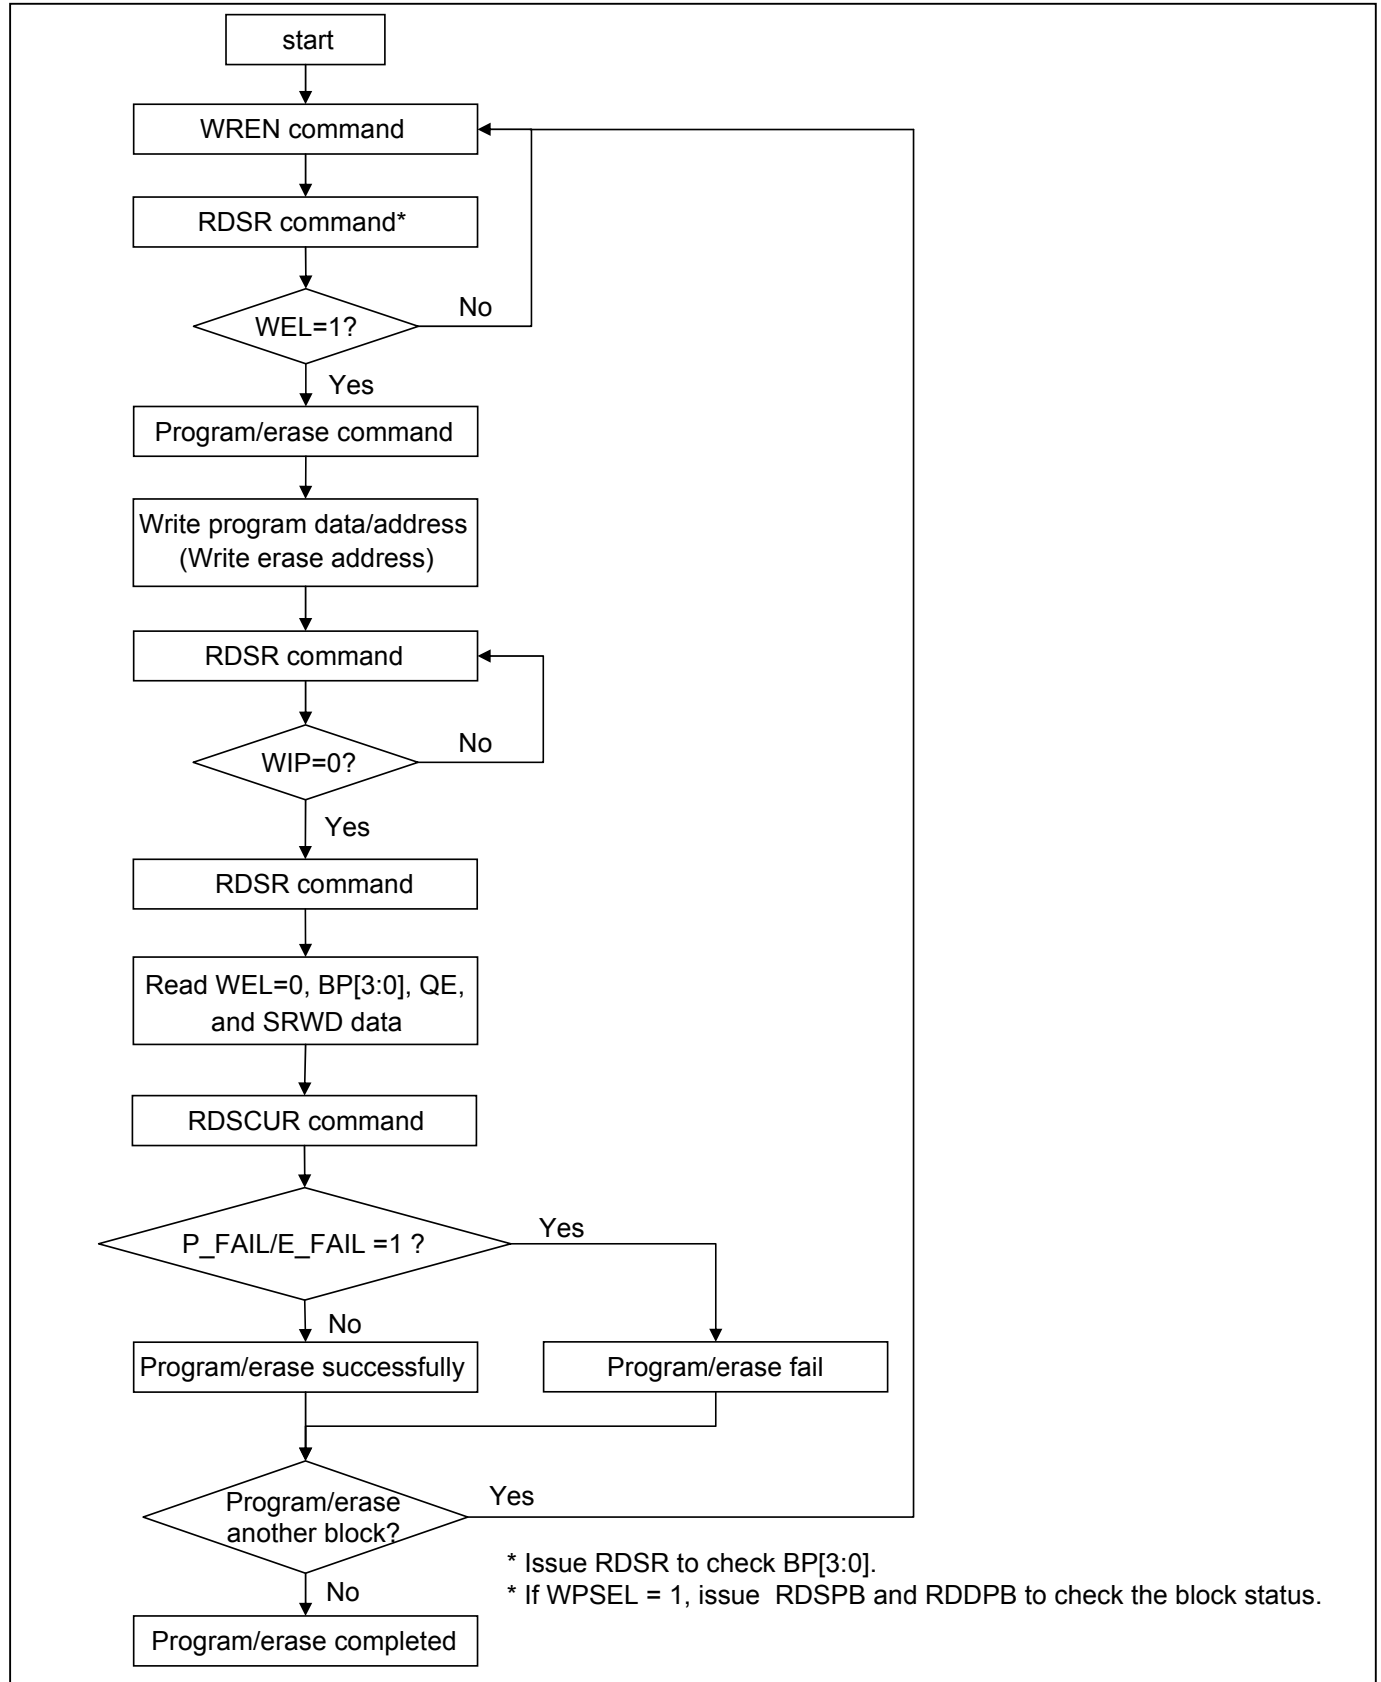 start
WREN command
RDSR command*
WEL=1?
No
Yes
Program/erase command
Write program data/address
(Write erase address)
RDSR command
WIP=0?
No
Yes
RDSR command
Read WEL=0, BP[3:0], QE,
and SRWD data
RDSCUR command
P_FAIL/E_FAIL =1 ?
Yes
No
Program/erase successfully
Program/erase fail
Program/erase
another block?
Yes
* Issue RDSR to check BP[3:0].
* If WPSEL = 1, issue  RDSPB and RDDPB to check the block status.
No
Program/erase completed